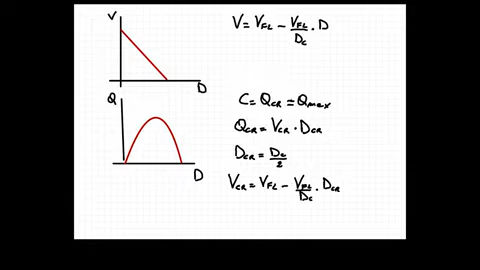 V
V = V_FL - V_FL/D_C · D
D
Q
C = Q_CR = Q_max
Q_CR = V_CR · D_CR
D_CR = D_C/2
D
V_CR = V_FL - V_FL/D_C · D_CR